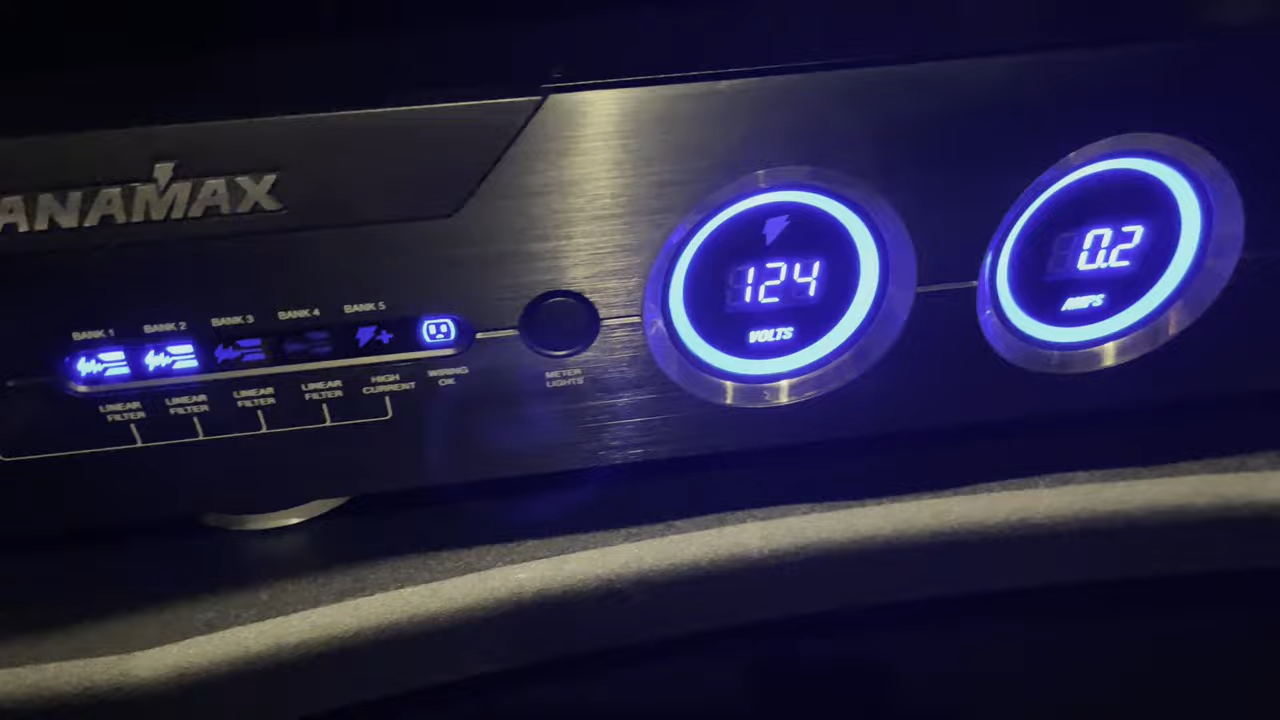 ANAMAX
BANK 1 BANK 2 BANK 3 BANK 4 BANK 5
LINEAR FILTER
LINEAR FILTER
LINEAR FILTER
LINEAR FILTER
HIGH CURRENT
WIRING OK
METER LIGHTS
124
VOLTS
0.2
AMPS